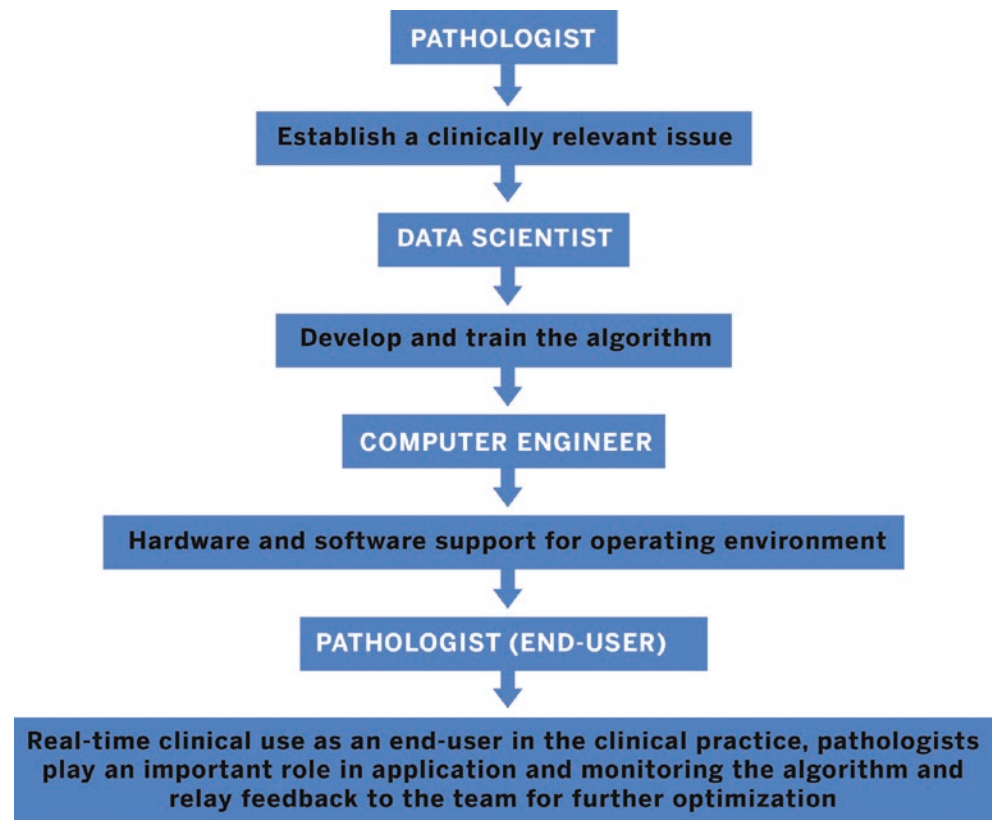 PATHOLOGIST
Establish a clinically relevant issue
DATA SCIENTIST
Develop and train the algorithm
COMPUTER ENGINEER
Hardware and software support for operating environment
PATHOLOGIST (END-USER)
Real-time clinical use as an end-user in the clinical practice, pathologists
play an important role in application and monitoring the algorithm and
relay feedback to the team for further optimization